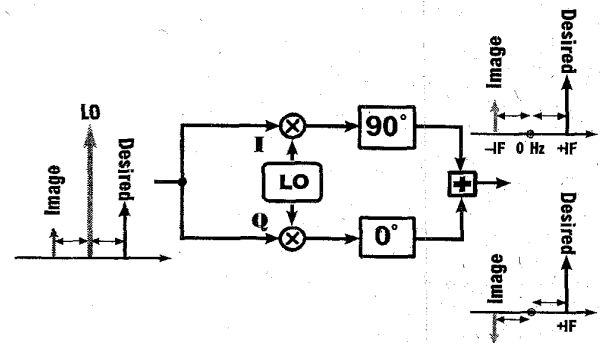 LO
Image
Desired
I
90°
LO
Q
0°
Image
Desired
-IF 0 Hz +IF
Image
Desired
+IF